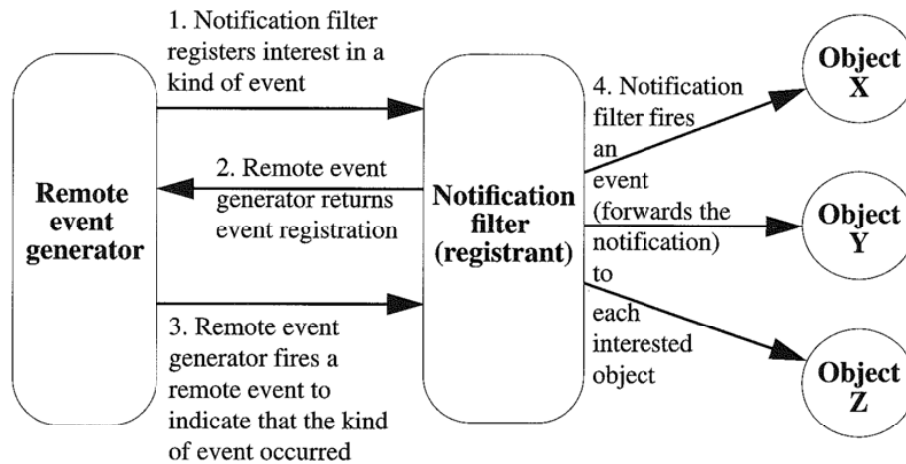 1. Notification filter
registers interest in a
kind of event
2. Remote event
generator returns
event registration
3. Remote event
generator fires a
remote event to
indicate that the kind
of event occurred
Remote
event
generator
Notification
filter
(registrant)
4. Notification
filter fires
an
event
(forwards the
notification)
to
each
interested
object
Object
X
Object
Y
Object
Z